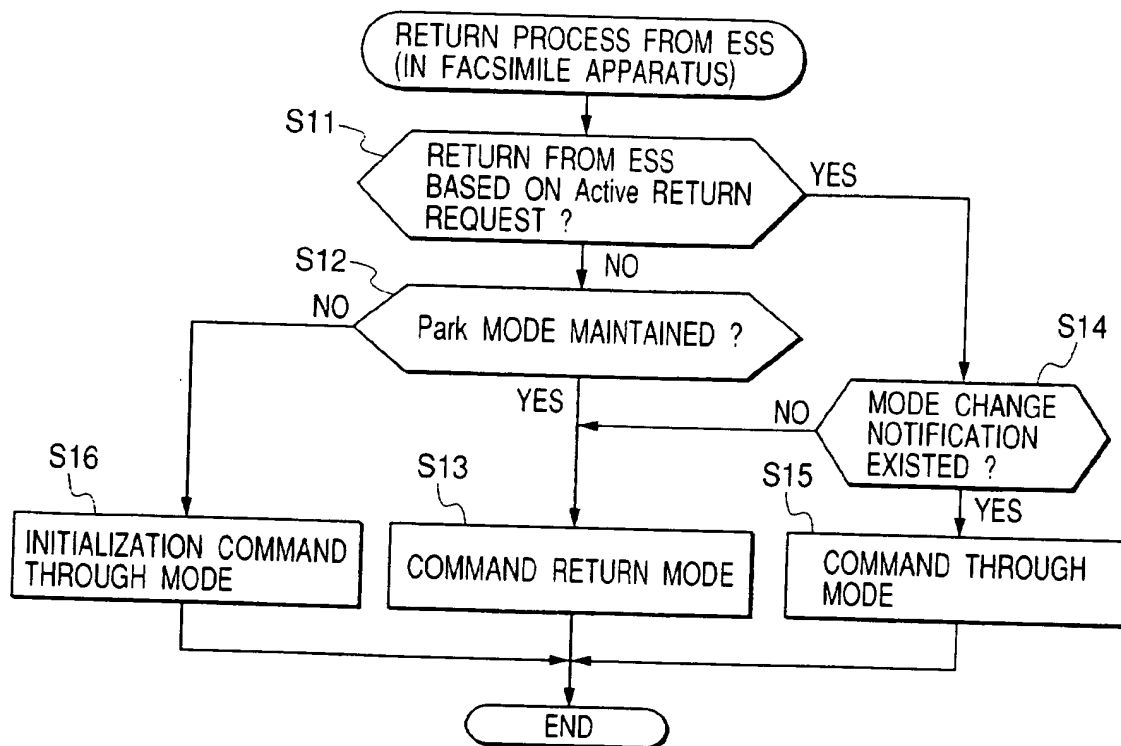 RETURN PROCESS FROM ESS
(IN FACSIMILE APPARATUS)
S11
RETURN FROM ESS
BASED ON Active RETURN
REQUEST ?
YES
NO
S12
NO
Park MODE MAINTAINED ?
YES
S14
NO
MODE CHANGE
NOTIFICATION
EXISTED ?
YES
S16
INITIALIZATION COMMAND
THROUGH MODE
S13
COMMAND RETURN MODE
S15
COMMAND THROUGH
MODE
END